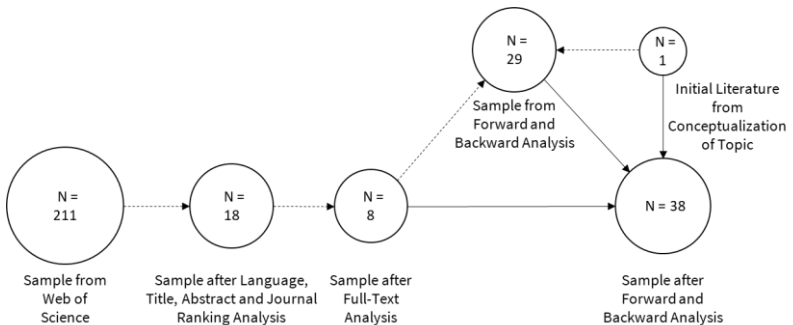 N =
29
Sample from
Forward and
Backward Analysis
N =
1
Initial Literature
from
Conceptualization
of Topic
N =
211
Sample from
Web of
Science
N =
18
Sample after Language,
Title, Abstract and Journal
Ranking Analysis
N =
8
Sample after
Full-Text
Analysis
N = 38
Sample after
Forward and
Backward Analysis